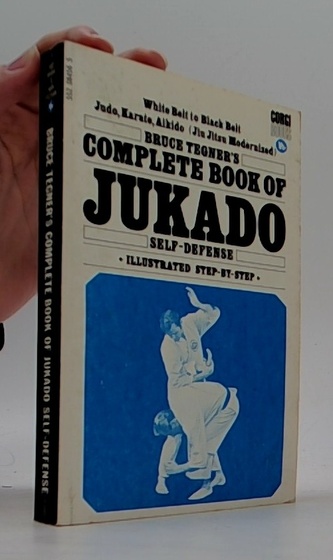 White Belt to Black Belt
Judo, Karate, Aikido (Jiu Jitsu Modernized)
CORGI
BOOKS
BRUCE TEGNER'S
COMPLETE BOOK OF
JUKADO
SELF-DEFENSE
• ILLUSTRATED STEP-BY-STEP •
BRUCE TEGNER'S COMPLETE BOOK OF JUKADO SELF-DEFENSE